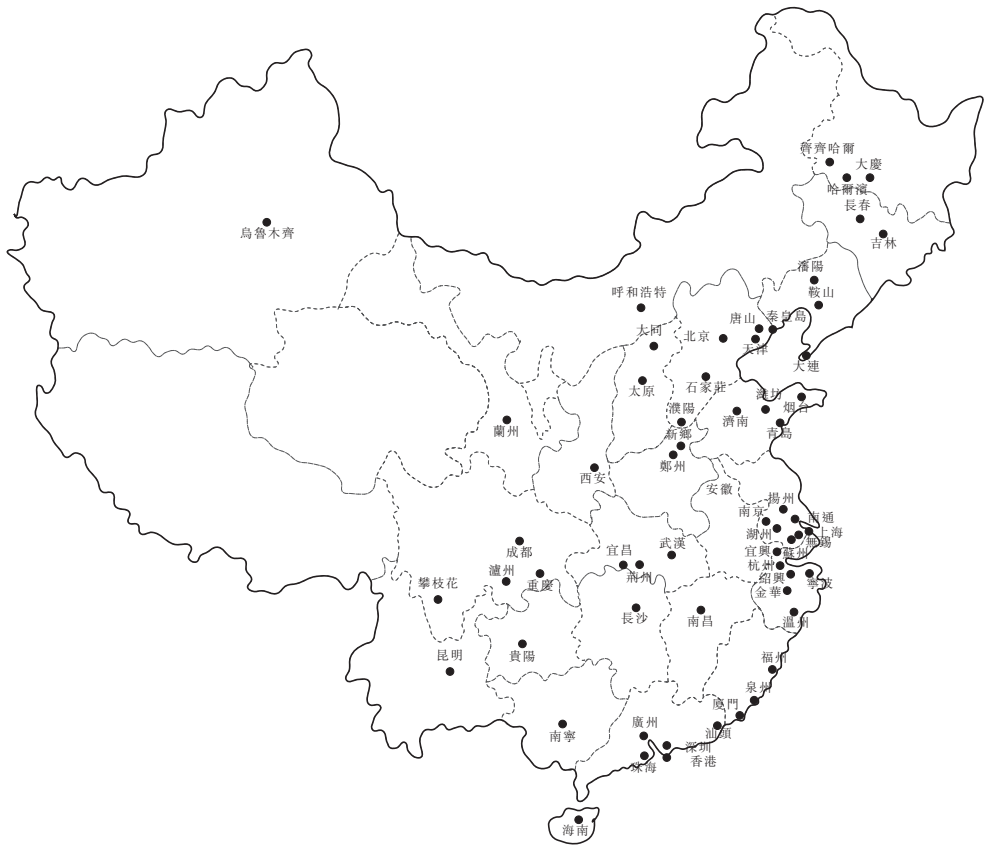 齊齊哈爾
大慶
哈爾濱
長春
烏魯木齊
吉林
瀋陽
呼和浩特
鞍山
唐山
秦皇島
大同
北京
天津
大連
太原
石家莊
濰坊
烟台
濮陽
濟南
蘭州
新鄉
青島
鄭州
西安
安徽
揚州
南京
南通
湖州
上海
無錫
武漢
宜昌
宜興
蘇州
成都
杭州
瀘州
荊州
紹興
攀枝花
重慶
寧波
金華
長沙
南昌
溫州
昆明
貴陽
福州
泉州
廈門
廣州
南寧
汕頭
深圳
珠海
香港
海南